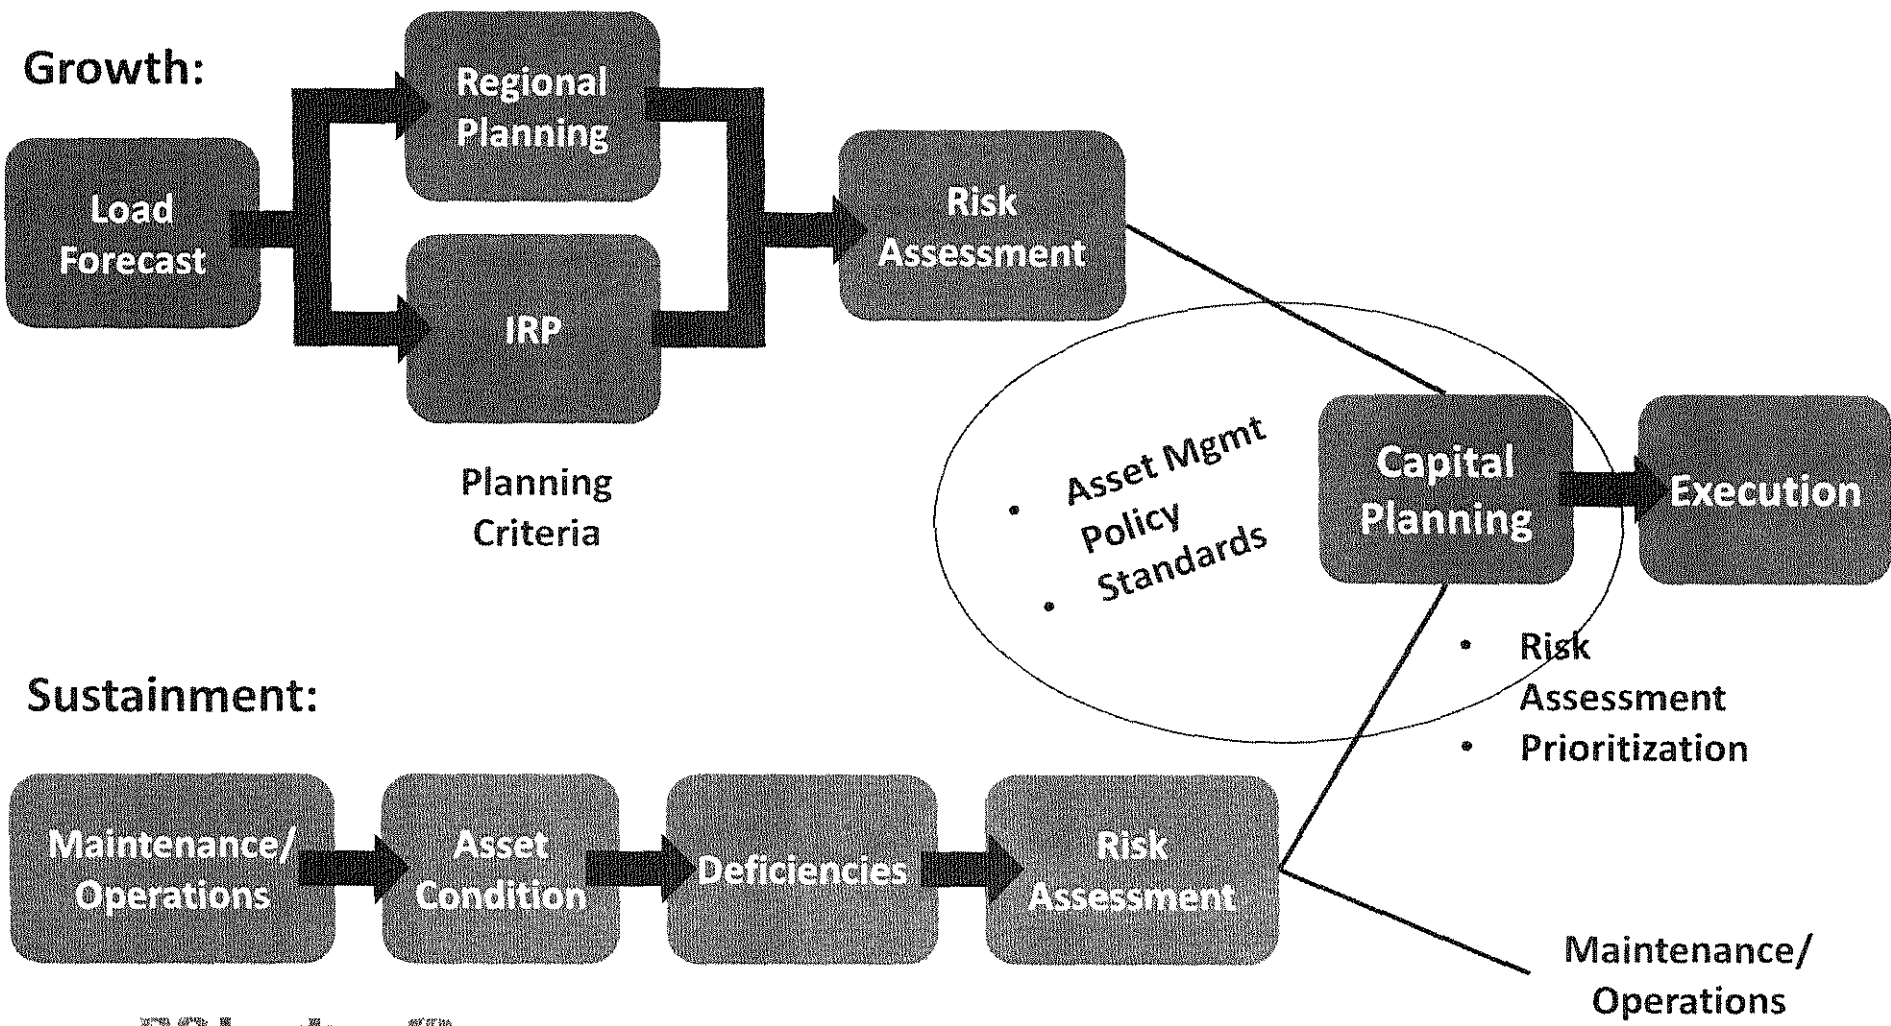 Growth:
Load
Forecast
Regional
Planning
IRP
Planning
Criteria
Risk
Assessment
• Asset Mgmt
Policy
• Standards
Capital
Planning
Execution
• Risk
Assessment
• Prioritization
Sustainment:
Maintenance/
Operations
Asset
Condition
Deficiencies
Risk
Assessment
Maintenance/
Operations